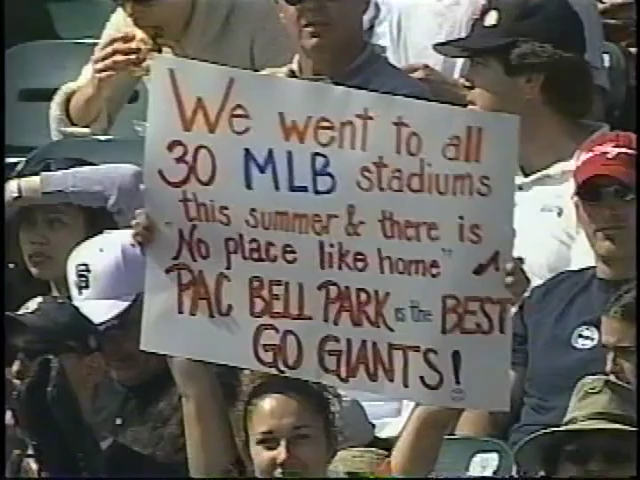 We went to all
30 MLB stadiums
this summer & there is
"No place like home"
PAC BELL PARK is the BEST
GO GIANTS!
SF